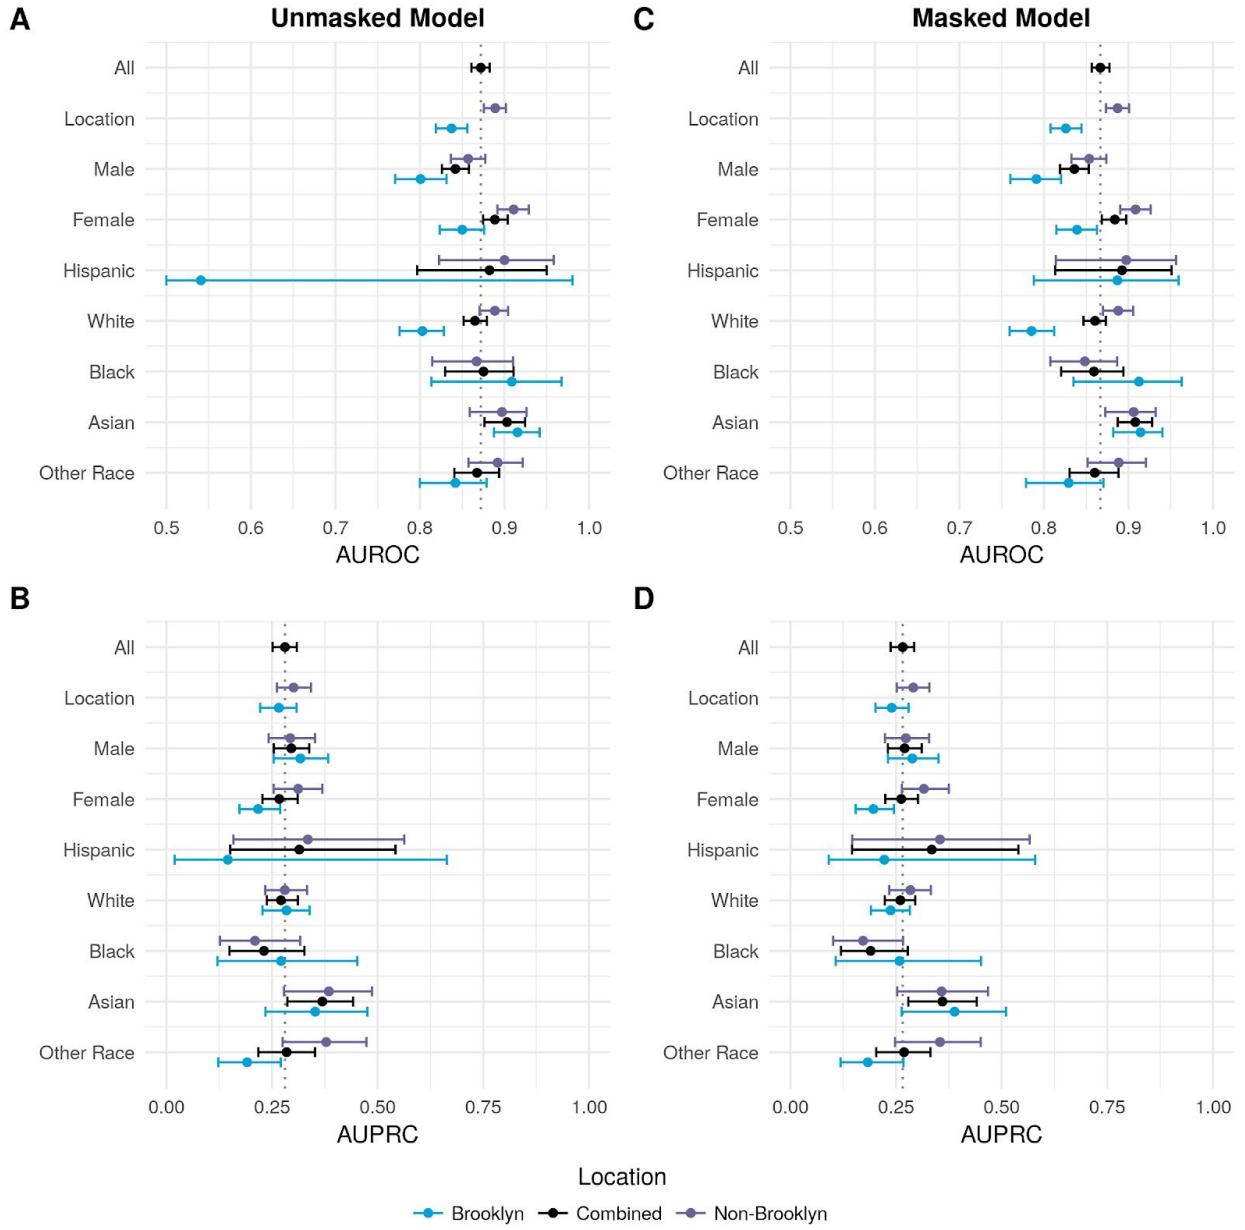 A
Unmasked Model
All
Location
Male
Female
Hispanic
White
Black
Asian
Other Race
0.5 0.6 0.7 0.8 0.9 1.0
AUROC
C
Masked Model
All
Location
Male
Female
Hispanic
White
Black
Asian
Other Race
0.5 0.6 0.7 0.8 0.9 1.0
AUROC
B
All
Location
Male
Female
Hispanic
White
Black
Asian
Other Race
0.00 0.25 0.50 0.75 1.00
AUPRC
D
All
Location
Male
Female
Hispanic
White
Black
Asian
Other Race
0.00 0.25 0.50 0.75 1.00
AUPRC
Location
Brooklyn Combined Non-Brooklyn